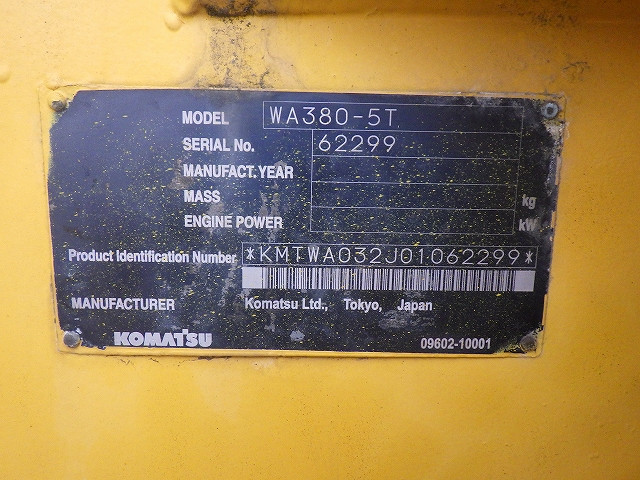 MODEL WA380-5T
SERIAL No. 62299
MANUFACT. YEAR
MASS kg
ENGINE POWER kW
Product Identification Number *KMTWA032J01062299*
MANUFACTURER Komatsu Ltd., Tokyo, Japan
KOMATSU 09602-10001